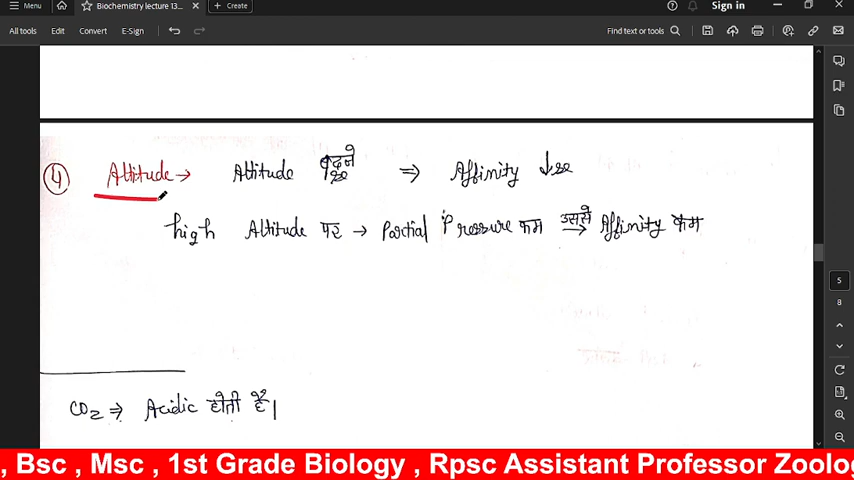 Menu
Biochemistry lecture 13...
Create
Sign in
All tools Edit Convert E-Sign
Find text or tools
④ Altitude → Altitude बढ़ने से ⇒ Affinity ↓se
high Altitude पर → Partial Pressure कम उससे → Affinity कम
5
8
CO2 ⇒ Acidic होती है।
, Bsc , Msc , 1st Grade Biology , Rpsc Assistant Professor Zoolo